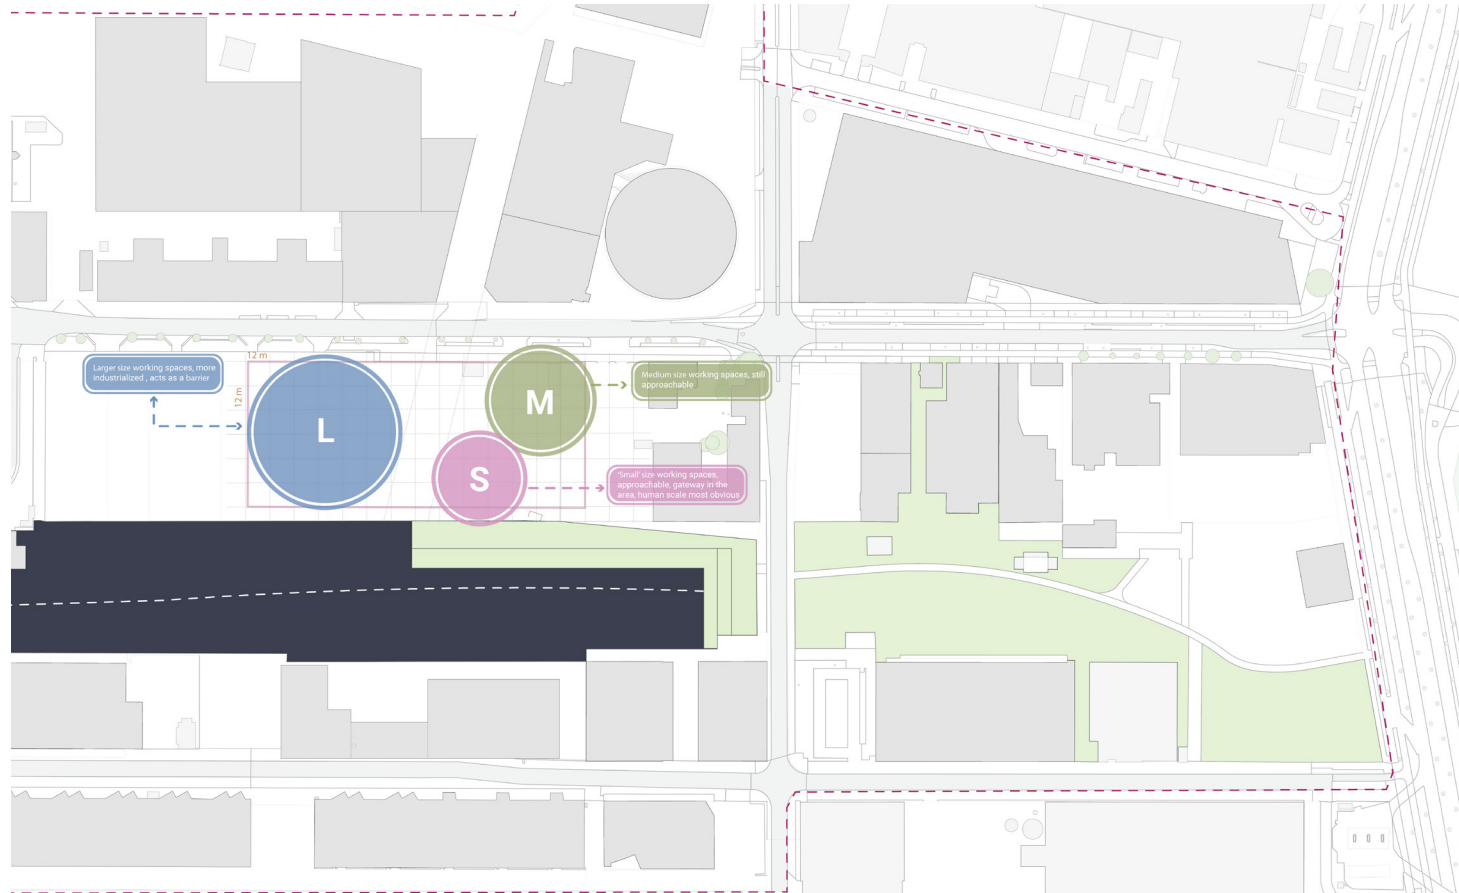 12 m
Larger size working spaces, more
industrialized , acts as a barrier
12 m
L
M
Medium size working spaces, still
approachable
S
'Small' size working spaces,
approachable, gateway in the
area, human scale most obvious